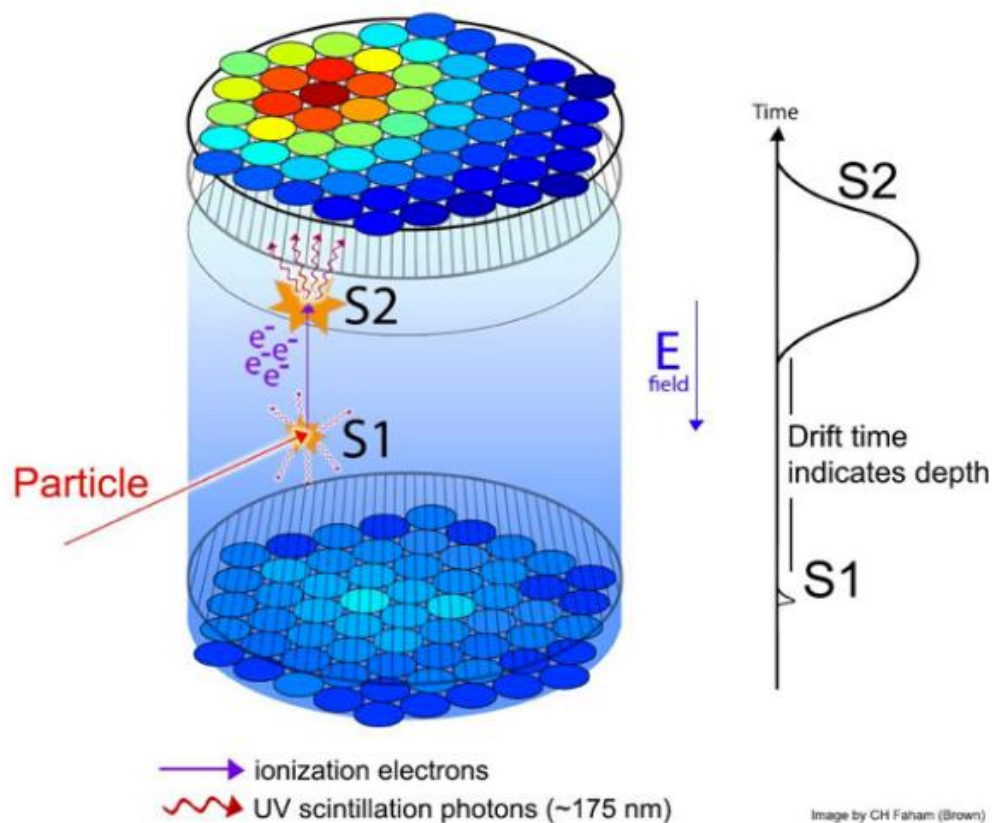 Time
S2
S2
e-
e- e-
e-
E
field
S1
Drift time
indicates depth
Particle
S1
ionization electrons
UV scintillation photons (~175 nm)
Image by CH Faham (Brown)